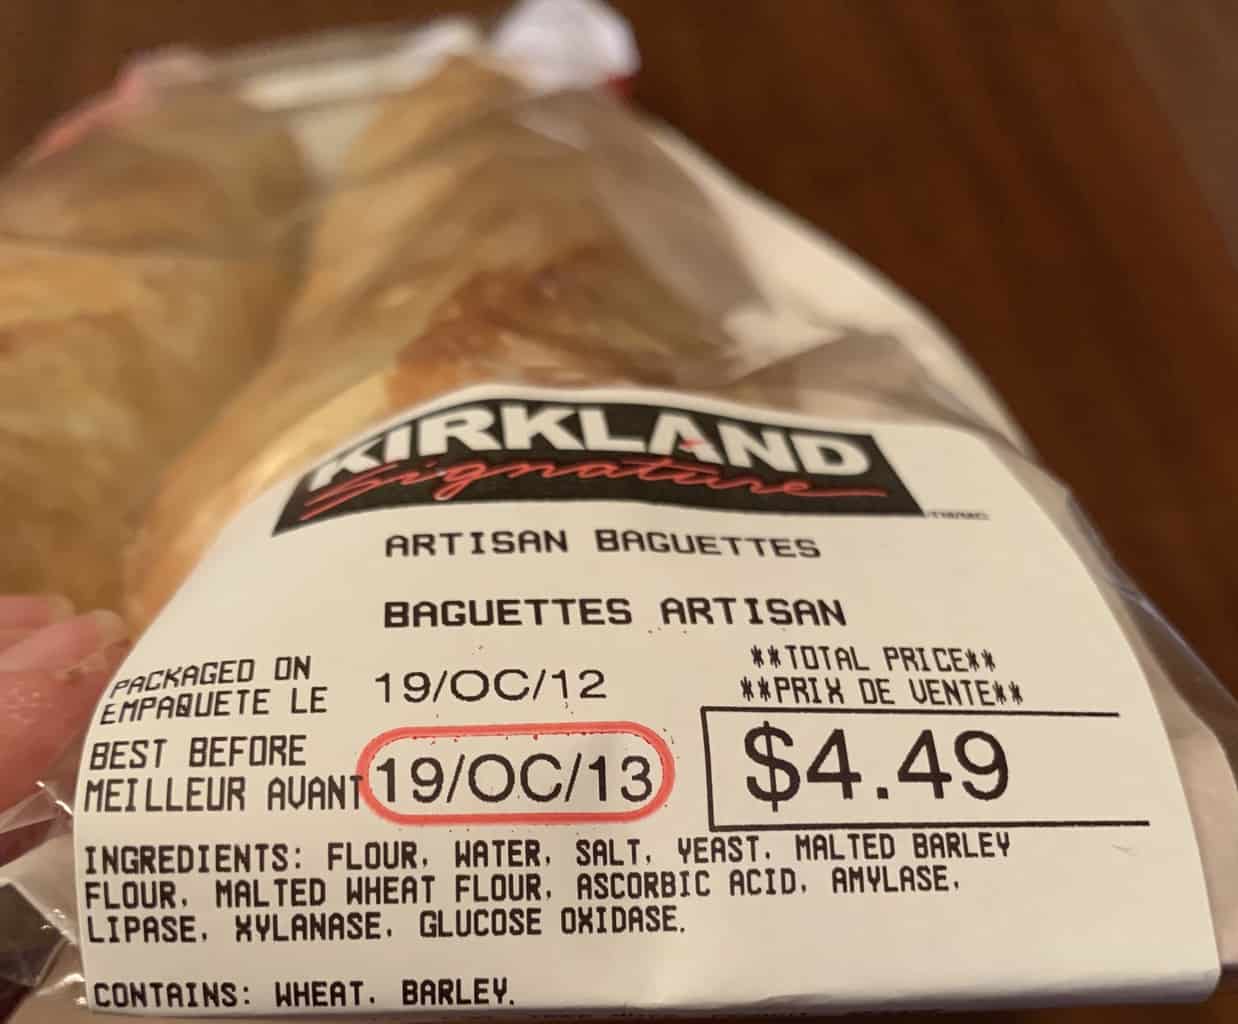 KIRKLAND
Signature
TM/MC
ARTISAN BAGUETTES
BAGUETTES ARTISAN
PACKAGED ON
EMPAQUETE LE
19/OC/12
**TOTAL PRICE**
**PRIX DE VENTE**
BEST BEFORE
MEILLEUR AVANT
19/OC/13
$4.49
INGREDIENTS: FLOUR, WATER, SALT, YEAST, MALTED BARLEY
FLOUR, MALTED WHEAT FLOUR, ASCORBIC ACID, AMYLASE,
LIPASE, XYLANASE, GLUCOSE OXIDASE.
CONTAINS: WHEAT, BARLEY.